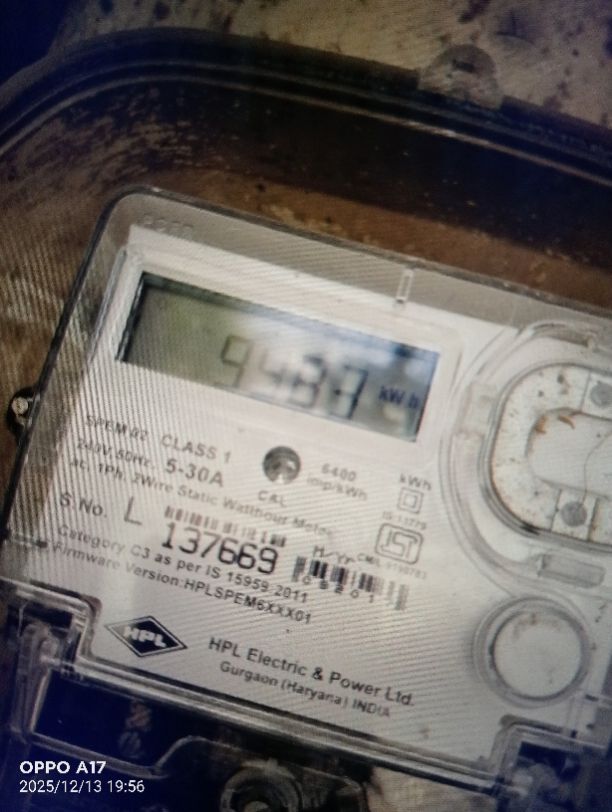 kWh
SPEM 02 CLASS 1
240V, 50Hz, 5-30A
ac, 1Ph, 2Wire Static Watthour Meter
CAL
6400
imp/kWh
kWh
S.No. L 137669
Category C3 as per IS 15959 2011
Firmware Version:HPLSPEM6XXX01
HPL
HPL Electric & Power Ltd.
Gurgaon (Haryana) INDIA
OPPO A17
2025/12/13 19:56